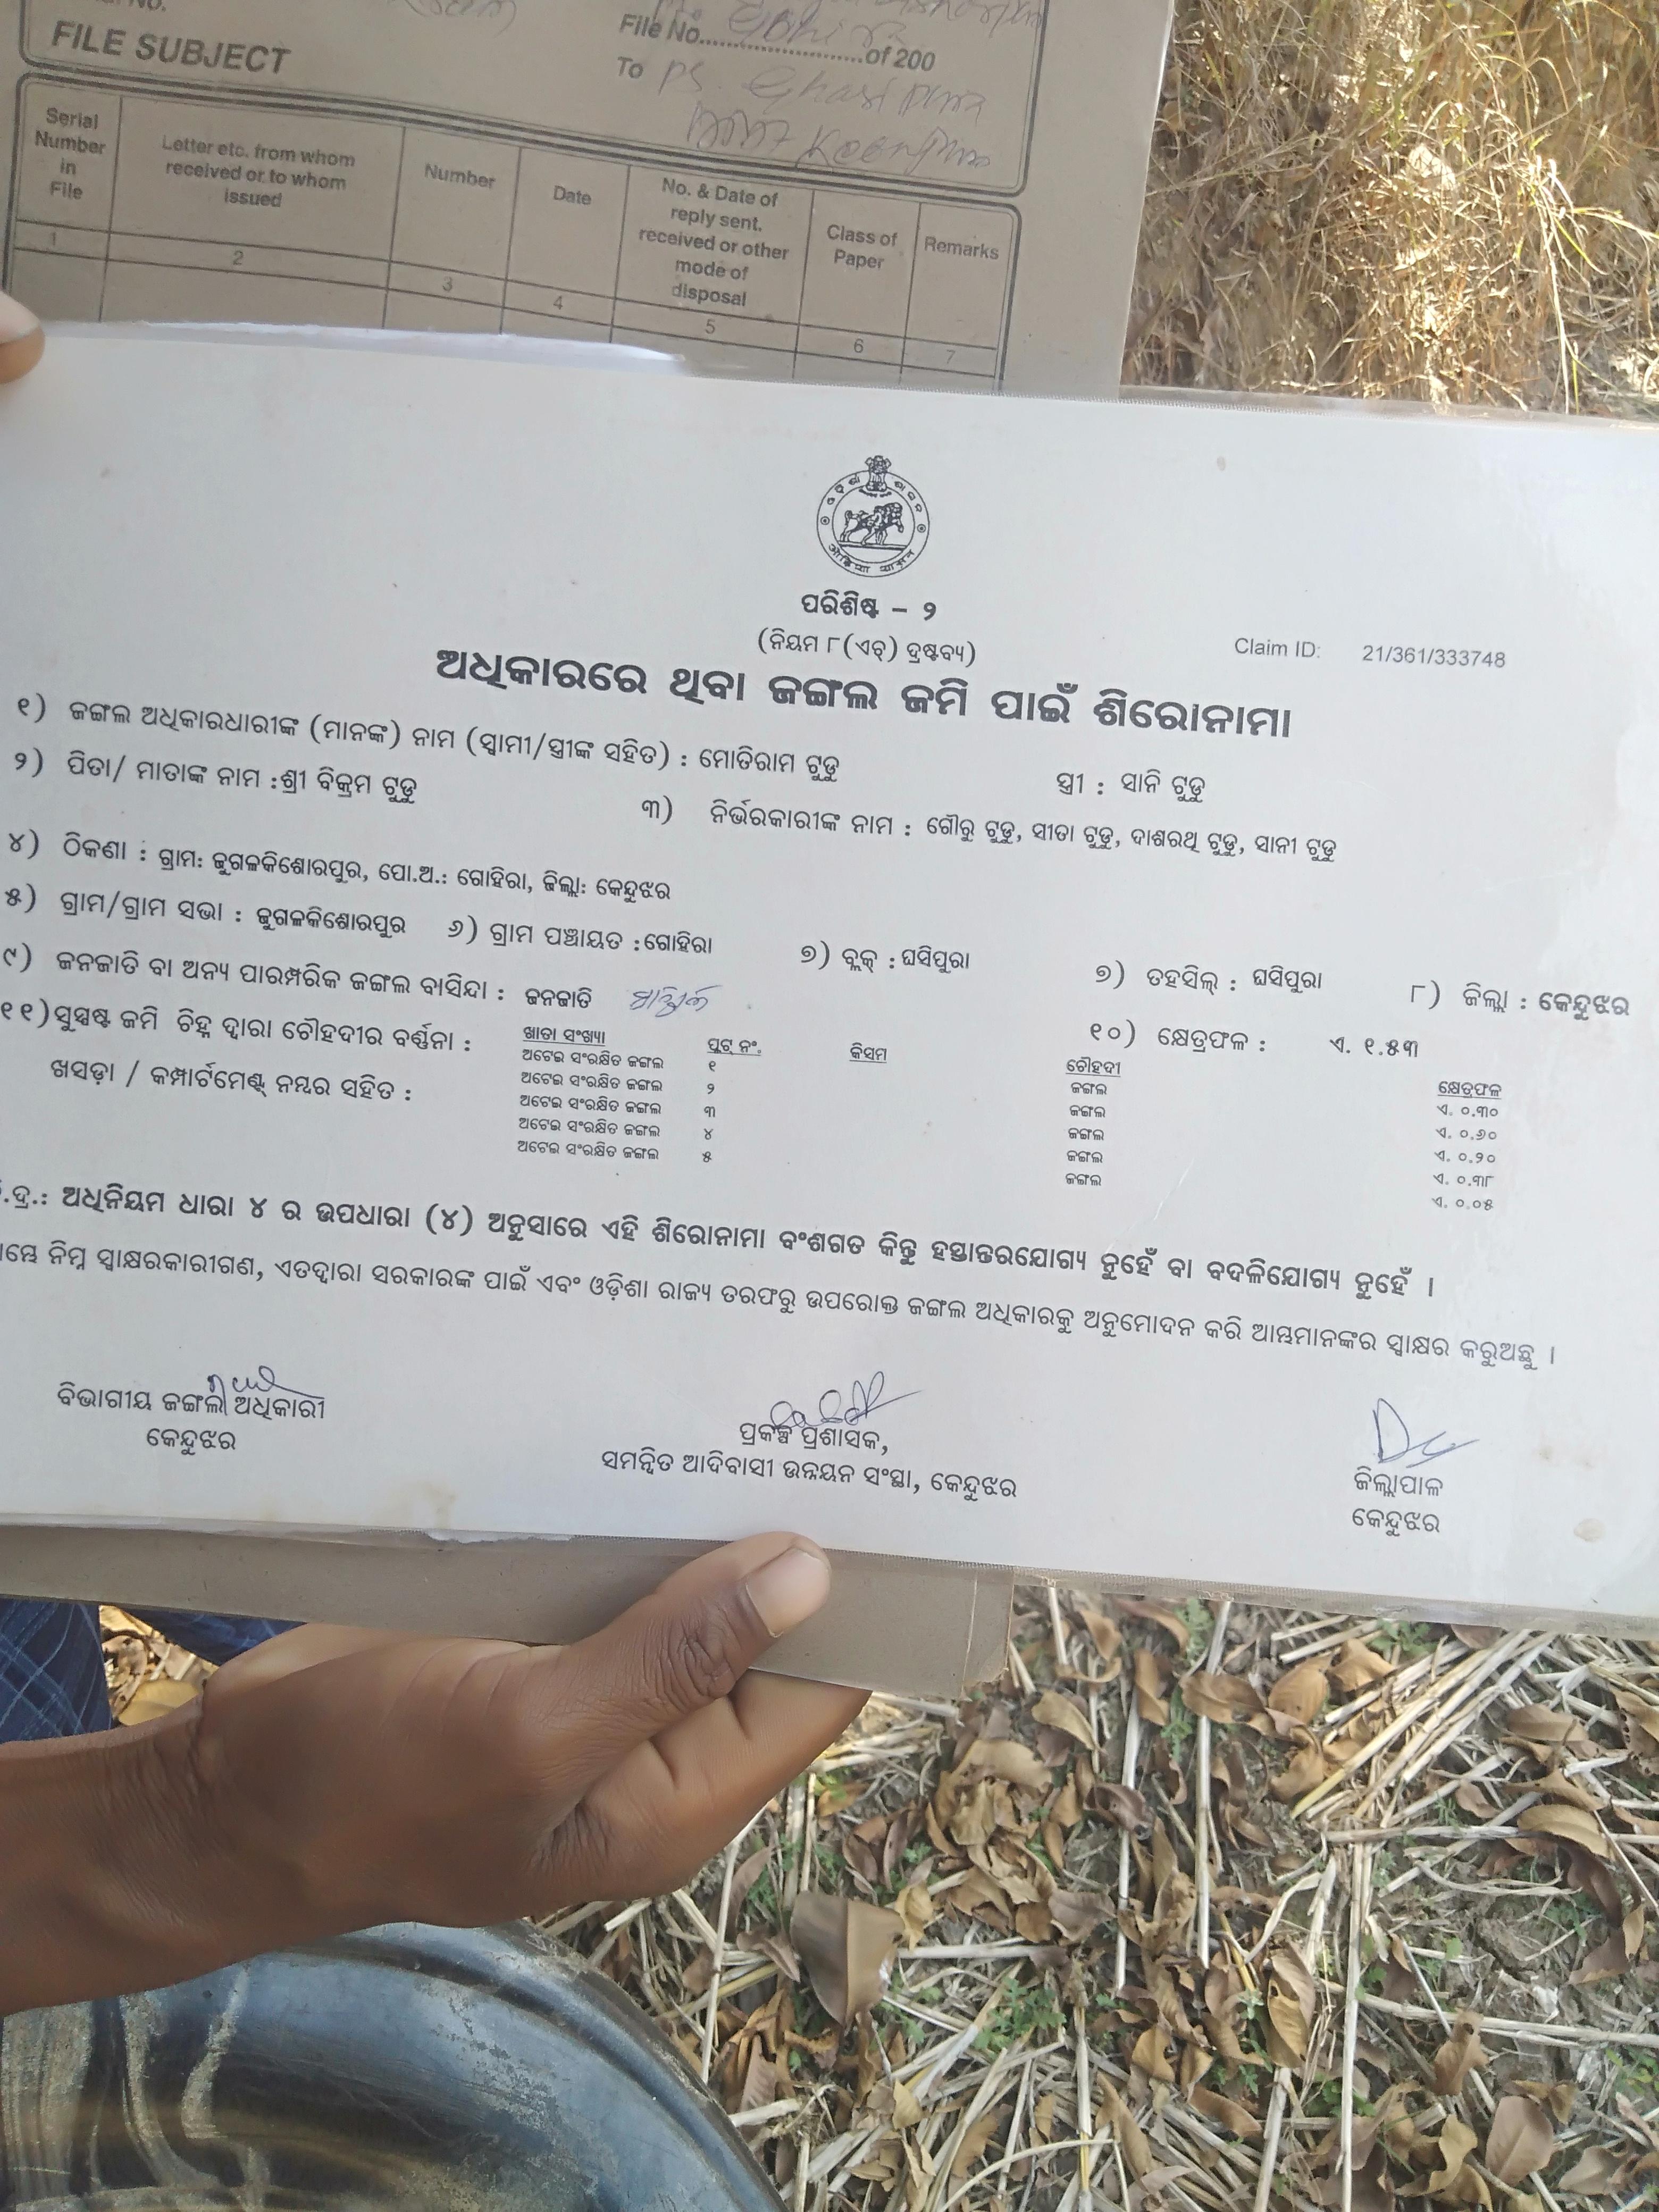 No.
FILE SUBJECT
File No. of 200
To PS. Ghasipura
Serial Number in File
Letter etc. from whom received or to whom issued
Number
Date
No. & Date of reply sent. received or other mode of disposal
Class of Paper
Remarks
1 2 3 4 5 6 7
ପରିଶିଷ୍ଟ – ୨
(ନିୟମ ୮(ଏଚ୍) ଦ୍ରଷ୍ଟବ୍ୟ)
Claim ID: 21/361/333748
ଅଧିକାରରେ ଥିବା ଜଙ୍ଗଲ ଜମି ପାଇଁ ଶିରୋନାମା
୧) ଜଙ୍ଗଲ ଅଧିକାରଧାରୀଙ୍କ (ମାନଙ୍କ) ନାମ (ସ୍ୱାମୀ/ସ୍ତ୍ରୀଙ୍କ ସହିତ) : ମୋତିରାମ ଟୁଡୁ ସ୍ତ୍ରୀ : ସାନି ଟୁଡୁ
୨) ପିତା/ ମାତାଙ୍କ ନାମ :ଶ୍ରୀ ବିକ୍ରମ ଟୁଡୁ ୩) ନିର୍ଭରକାରୀଙ୍କ ନାମ : ଗୌରୁ ଟୁଡୁ, ସୀତା ଟୁଡୁ, ଦାଶରଥି ଟୁଡୁ, ସାନୀ ଟୁଡୁ
୪) ଠିକଣା : ଗ୍ରାମ: ଜୁଗଳକିଶୋରପୁର, ପୋ.ଅ.: ଗୋହିରା, ଜିଲ୍ଲା: କେନ୍ଦୁଝର
୫) ଗ୍ରାମ/ଗ୍ରାମ ସଭା : ଜୁଗଳକିଶୋରପୁର ୬) ଗ୍ରାମ ପଞ୍ଚାୟତ :ଗୋହିରା ୭) ବ୍ଲକ୍ : ଘସିପୁରା ୭) ତହସିଲ୍ : ଘସିପୁରା ୮) ଜିଲ୍ଲା : କେନ୍ଦୁଝର
୯) ଜନଜାତି ବା ଅନ୍ୟ ପାରମ୍ପରିକ ଜଙ୍ଗଲ ବାସିନ୍ଦା : ଜନଜାତି ୧୦) କ୍ଷେତ୍ରଫଳ : ଏ. ୧.୫୩
୧୧)ସୁସ୍ପଷ୍ଟ ଜମି ଚିହ୍ନ ଦ୍ୱାରା ଚୌହଦୀର ବର୍ଣ୍ଣନା :
ଖସଡ଼ା / କମ୍ପାର୍ଟମେଣ୍ଟ୍ ନମ୍ବର ସହିତ :
ଖାତା ସଂଖ୍ୟା ପ୍ଲଟ୍ ନଂ. କିସମ ଚୌହଦୀ କ୍ଷେତ୍ରଫଳ
ଅଟେଇ ସଂରକ୍ଷିତ ଜଙ୍ଗଲ ୧ ଜଙ୍ଗଲ ଏ. ୦.୩୦
ଅଟେଇ ସଂରକ୍ଷିତ ଜଙ୍ଗଲ ୨ ଜଙ୍ଗଲ ଏ. ୦.୬୦
ଅଟେଇ ସଂରକ୍ଷିତ ଜଙ୍ଗଲ ୩ ଜଙ୍ଗଲ ଏ. ୦.୨୦
ଅଟେଇ ସଂରକ୍ଷିତ ଜଙ୍ଗଲ ୪ ଜଙ୍ଗଲ ଏ. ୦.୩୮
ଅଟେଇ ସଂରକ୍ଷିତ ଜଙ୍ଗଲ ୫ ଜଙ୍ଗଲ ଏ. ୦.୦୫
.ଦ୍ର.: ଅଧିନିୟମ ଧାରା ୪ ର ଉପଧାରା (୪) ଅନୁସାରେ ଏହି ଶିରୋନାମା ବଂଶଗତ କିନ୍ତୁ ହସ୍ତାନ୍ତରଯୋଗ୍ୟ ନୁହେଁ ବା ବଦଳିଯୋଗ୍ୟ ନୁହେଁ ।
ନିମ୍ନ ସ୍ୱାକ୍ଷରକାରୀଗଣ, ଏତଦ୍ୱାରା ସରକାରଙ୍କ ପାଇଁ ଏବଂ ଓଡ଼ିଶା ରାଜ୍ୟ ତରଫରୁ ଉପରୋକ୍ତ ଜଙ୍ଗଲ ଅଧିକାରକୁ ଅନୁମୋଦନ କରି ଆମ୍ଭମାନଙ୍କର ସ୍ୱାକ୍ଷର କରୁଅଛୁ ।
ବିଭାଗୀୟ ଜଙ୍ଗଲ ଅଧିକାରୀ
କେନ୍ଦୁଝର
ପ୍ରକଳ୍ପ ପ୍ରଶାସକ,
ସମନ୍ୱିତ ଆଦିବାସୀ ଉନ୍ନୟନ ସଂସ୍ଥା, କେନ୍ଦୁଝର
ଜିଲ୍ଲାପାଳ
କେନ୍ଦୁଝର